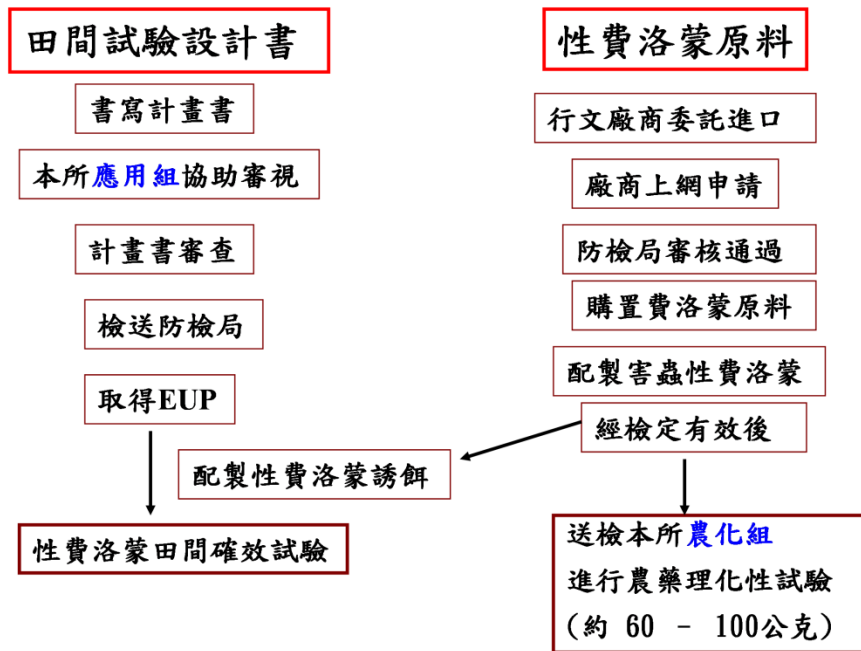 田間試驗設計書
書寫計畫書
本所應用組協助審視
計畫書審查
檢送防檢局
取得EUP
配製性費洛蒙誘餌
性費洛蒙田間確效試驗
性費洛蒙原料
行文廠商委託進口
廠商上網申請
防檢局審核通過
購置費洛蒙原料
配製害蟲性費洛蒙
經檢定有效後
送檢本所農化組
進行農藥理化性試驗
(約 60 - 100公克)